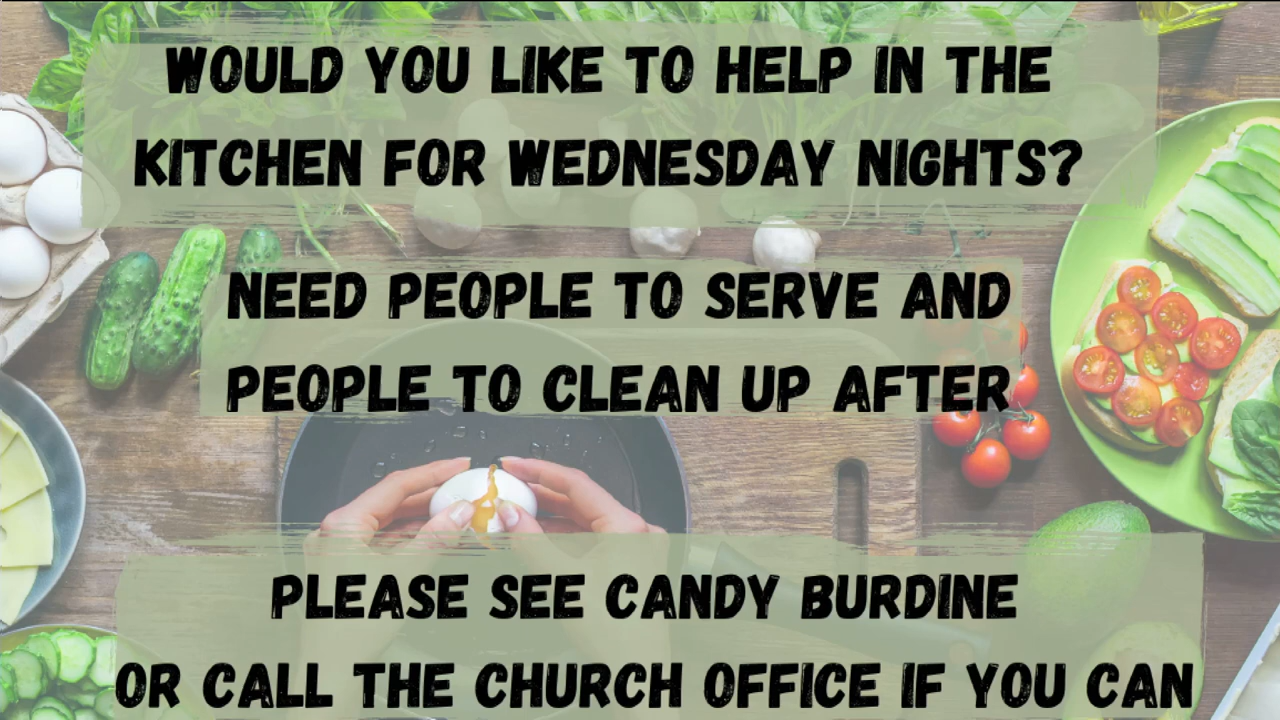 WOULD YOU LIKE TO HELP IN THE
KITCHEN FOR WEDNESDAY NIGHTS?
NEED PEOPLE TO SERVE AND
PEOPLE TO CLEAN UP AFTER
PLEASE SEE CANDY BURDINE
OR CALL THE CHURCH OFFICE IF YOU CAN